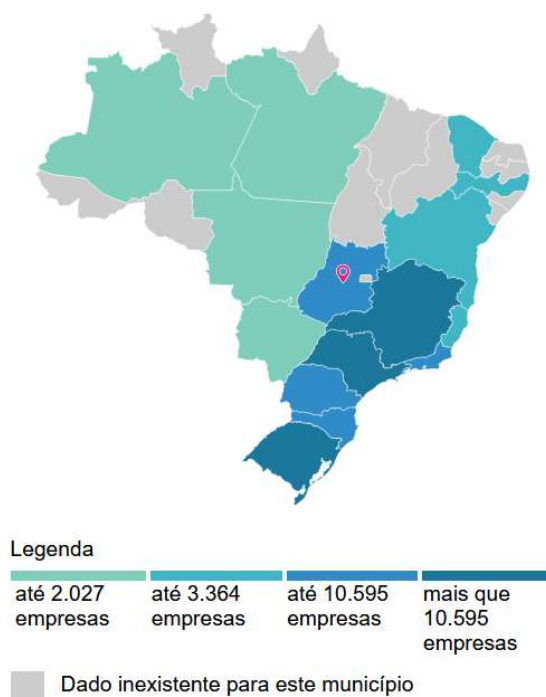 Legenda
até 2.027
empresas
até 3.364
empresas
até 10.595
empresas
mais que
10.595
empresas
Dado inexistente para este município